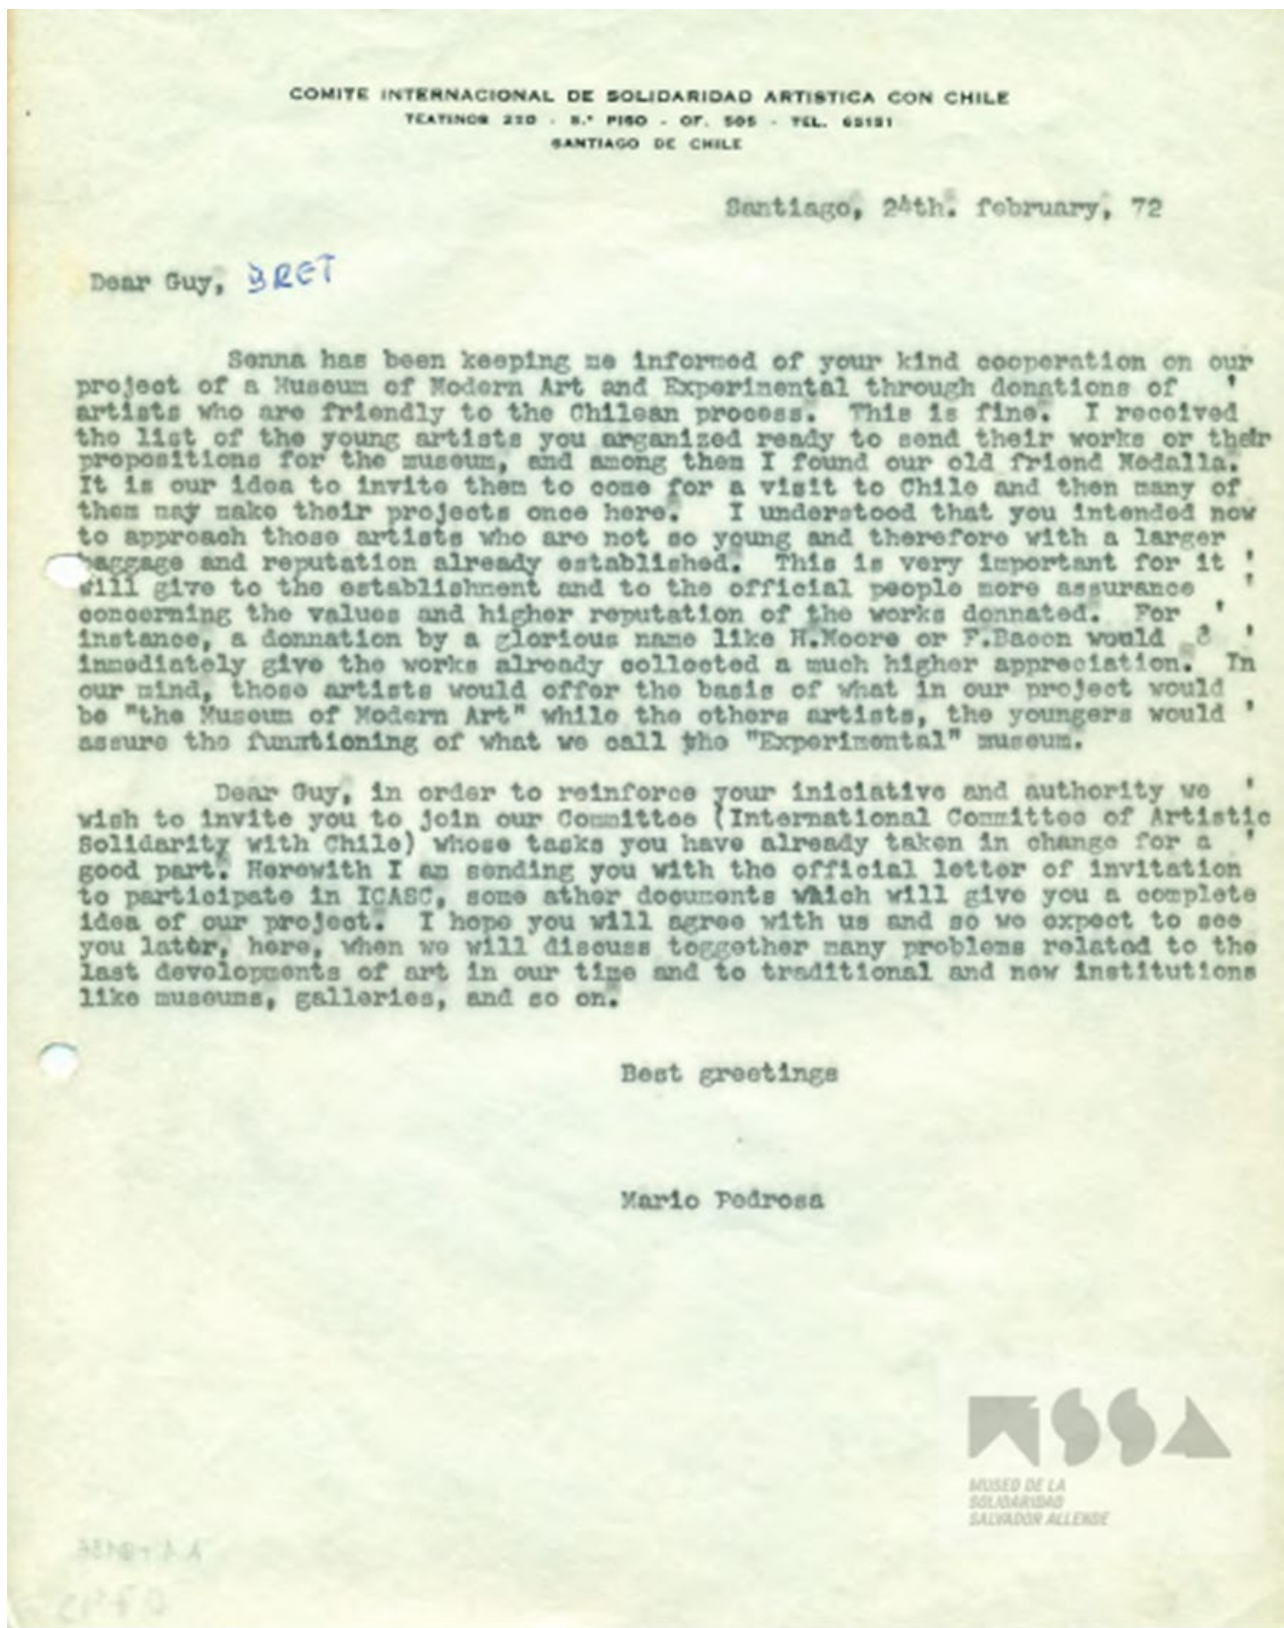 COMITE INTERNACIONAL DE SOLIDARIDAD ARTISTICA CON CHILE
TEATINOS 220 - 5.° PISO - OF. 505 - TEL. 65151
SANTIAGO DE CHILE
Santiago, 24th. february, 72
Dear Guy, BRET
Senna has been keeping me informed of your kind cooperation on our
project of a Museum of Modern Art and Experimental through donations of '
artists who are friendly to the Chilean process. This is fine. I received
the list of the young artists you organized ready to send their works or their
propositions for the museum, and among them I found our old friend Medalla.
It is our idea to invite them to come for a visit to Chile and then many of
them may make their projects once here. I understood that you intended now
to approach those artists who are not so young and therefore with a larger
baggage and reputation already established. This is very important for it '
will give to the establishment and to the official people more assurance '
concerning the values and higher reputation of the works donnated. For '
instance, a donnation by a glorious name like H.Moore or F.Bacon would '
inmediately give the works already collected a much higher appreciation. In
our mind, those artists would offer the basis of what in our project would
be "the Museum of Modern Art" while the others artists, the youngers would '
assure the functioning of what we call the "Experimental" museum.
Dear Guy, in order to reinforce your iniciative and authority we '
wish to invite you to join our Committee (International Committee of Artistic
Solidarity with Chile) whose tasks you have already taken in change for a '
good part. Herewith I am sending you with the official letter of invitation
to participate in ICASC, some ather documents which will give you a complete
idea of our project. I hope you will agree with us and so we expect to see
you later, here, when we will discuss toggether many problems related to the
last developments of art in our time and to traditional and new institutions
like museums, galleries, and so on.
Best greetings
Mario Pedrosa
MSSA
MUSEO DE LA
SOLIDARIDAD
SALVADOR ALLENDE